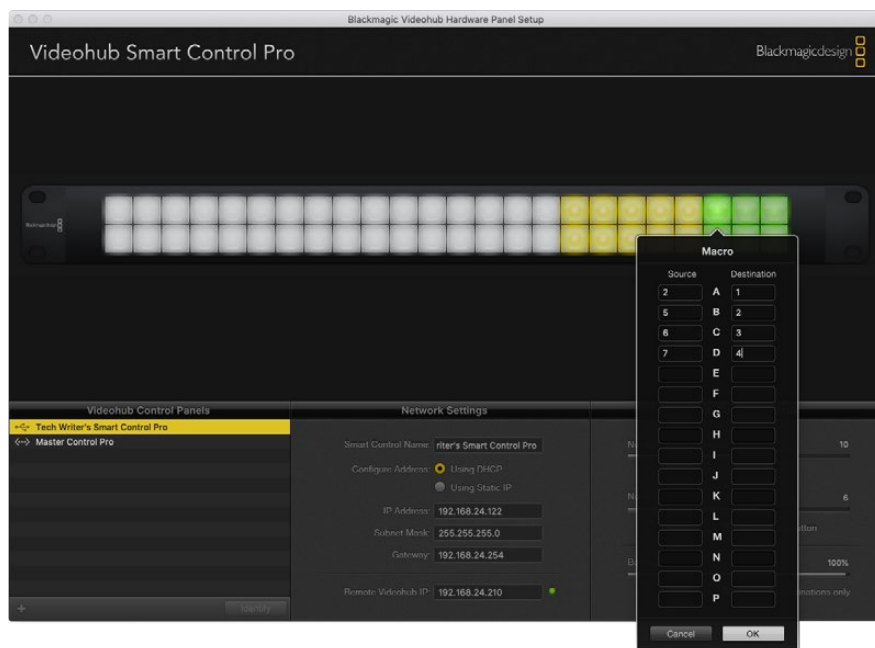 Blackmagic Videohub Hardware Panel Setup
Videohub Smart Control Pro
Blackmagicdesign
Macro
Source Destination
2 A 1
5 B 2
6 C 3
7 D 4
E
F
G
H
I
J
K
L
M
N
O
P
Cancel OK
Videohub Control Panels
Tech Writer's Smart Control Pro
Master Control Pro
+ Identify
Network Settings
Smart Control Name: riter's Smart Control Pro
Configure Address: Using DHCP
Using Static IP
IP Address: 192.168.24.122
Subnet Mask: 255.255.255.0
Gateway: 192.168.24.254
Remote Videohub IP: 192.168.24.210
10
6
100%